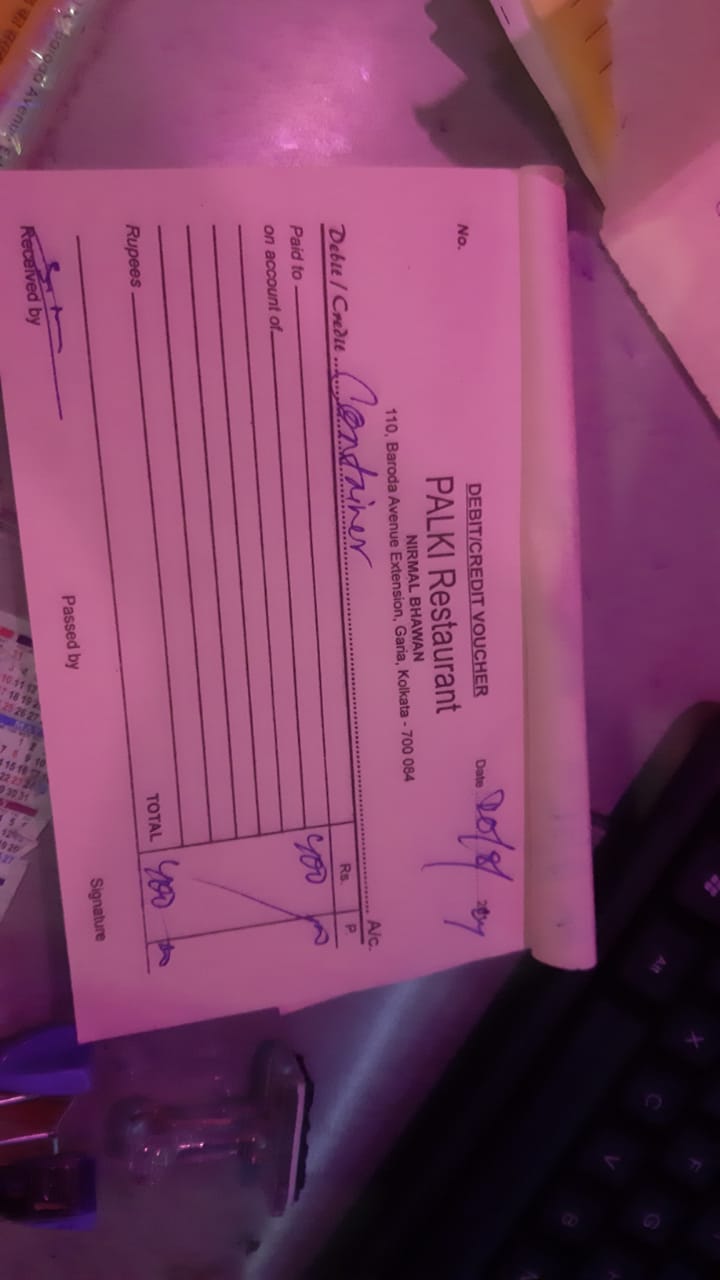 DEBIT/CREDIT VOUCHER
PALKI Restaurant
NIRMAL BHAWAN
110, Baroda Avenue Extension, Garia, Kolkata - 700 084
No.
Date 20/8/
Debit / Credit Container A/c.
Rs. P.
Paid to
on account of
400
Rupees TOTAL 400
Received by Passed by Signature